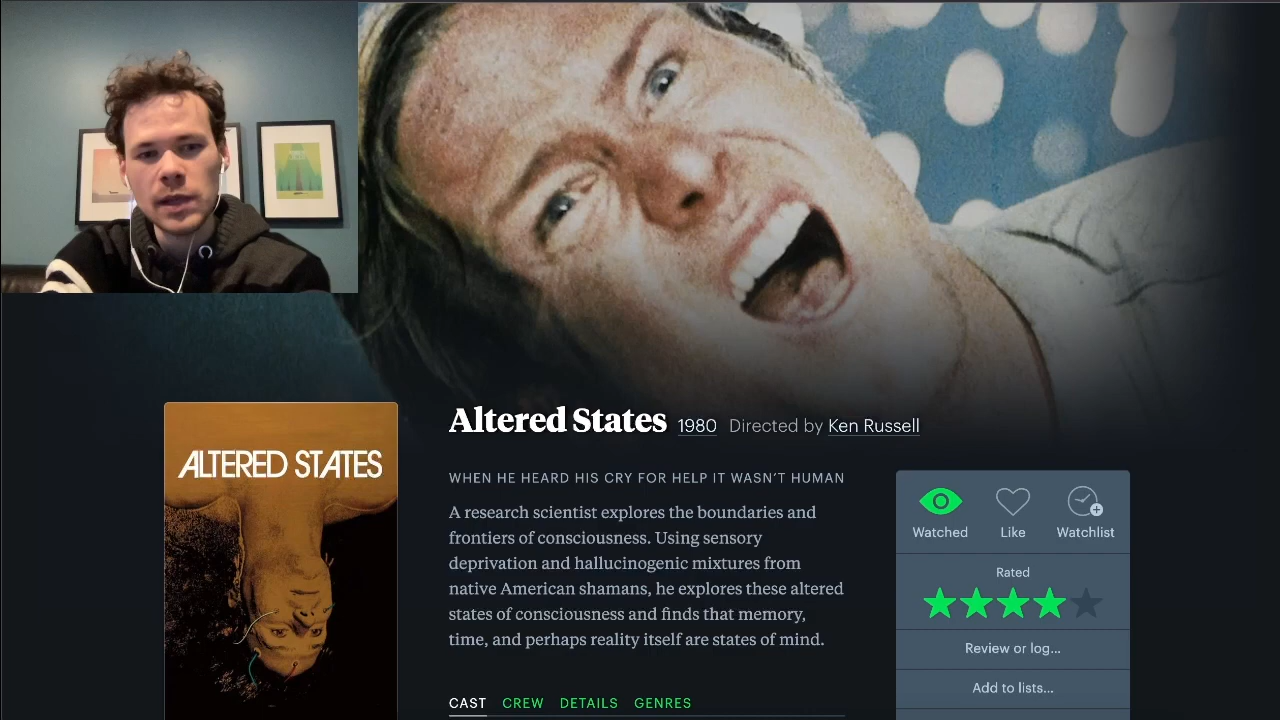 Altered States 1980 Directed by Ken Russell
ALTERED STATES
WHEN HE HEARD HIS CRY FOR HELP IT WASN'T HUMAN
A research scientist explores the boundaries and
frontiers of consciousness. Using sensory
deprivation and hallucinogenic mixtures from
native American shamans, he explores these altered
states of consciousness and finds that memory,
time, and perhaps reality itself are states of mind.
CAST CREW DETAILS GENRES
Watched Like Watchlist
Rated
Review or log...
Add to lists...